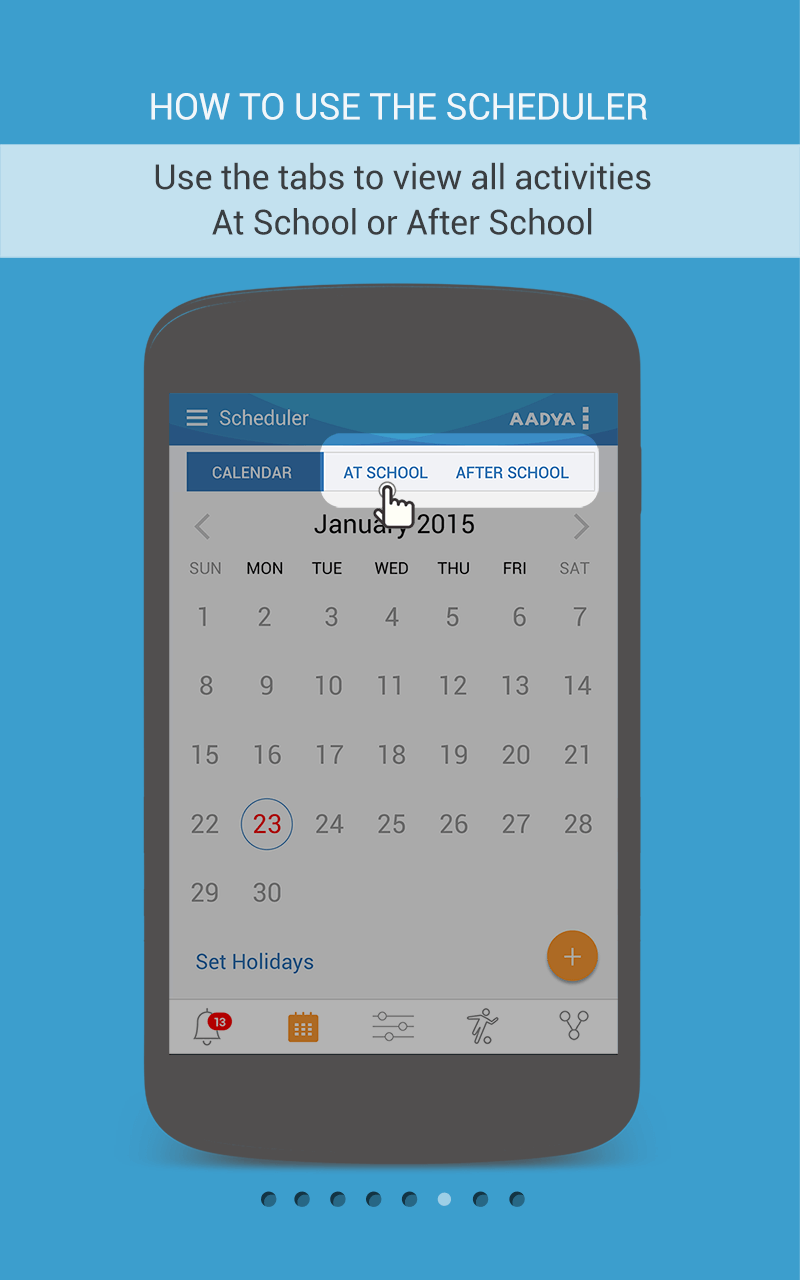 HOW TO USE THE SCHEDULER
Use the tabs to view all activities
At School or After School
Scheduler AADYA
CALENDAR AT SCHOOL AFTER SCHOOL
January 2015
SUN MON TUE WED THU FRI SAT
1 2 3 4 5 6 7
8 9 10 11 12 13 14
15 16 17 18 19 20 21
22 23 24 25 26 27 28
29 30
Set Holidays +
13